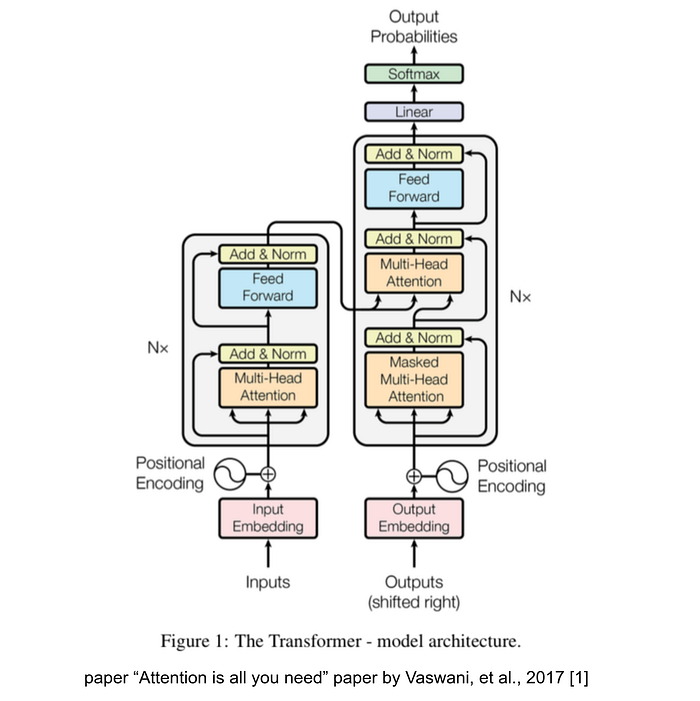 Output
Probabilities
Softmax
Linear
Add & Norm
Feed
Forward
Add & Norm
Multi-Head
Attention
Add & Norm
Masked
Multi-Head
Attention
Nx
Add & Norm
Feed
Forward
Add & Norm
Multi-Head
Attention
Nx
Positional
Encoding
Positional
Encoding
Input
Embedding
Output
Embedding
Inputs
Outputs
(shifted right)
Figure 1: The Transformer - model architecture.
paper “Attention is all you need” paper by Vaswani, et al., 2017 [1]